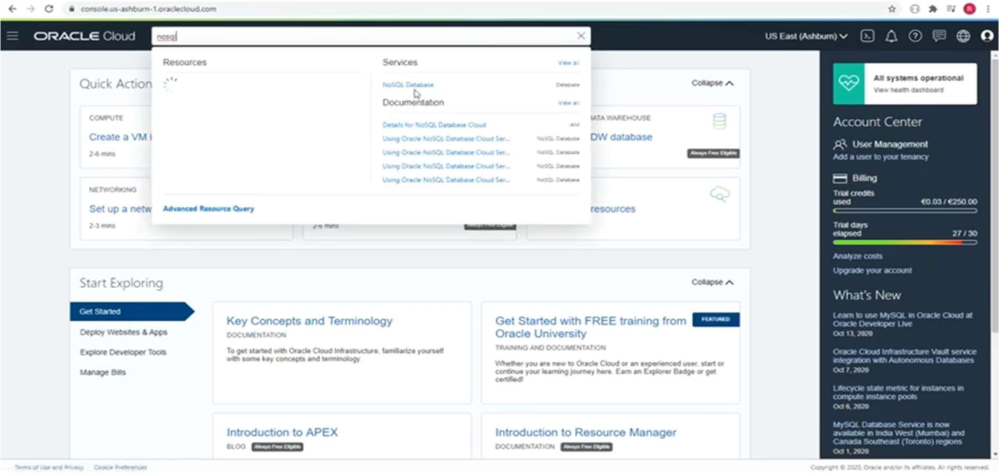 console.us-ashburn-1.oraclecloud.com
R
ORACLE Cloud
nosql
US East (Ashburn)
Resources
Services
View all
NoSQL Database
Database
Documentation
View all
Details for NoSQL Database Cloud
IAM
Using Oracle NoSQL Database Cloud Ser...
NoSQL Database
Using Oracle NoSQL Database Cloud Ser...
NoSQL Database
Using Oracle NoSQL Database Cloud Ser...
NoSQL Database
Using Oracle NoSQL Database Cloud Ser...
NoSQL Database
Advanced Resource Query
Quick Action
Collapse
COMPUTE
Create a VM
2-6 mins
ATA WAREHOUSE
DW database
Always Free Eligible
NETWORKING
Set up a netw
2-3 mins
2-6 mins
Always Free Eligible
resources
Start Exploring
Collapse
Get Started
Deploy Websites & Apps
Explore Developer Tools
Manage Bills
Key Concepts and Terminology
DOCUMENTATION
To get started with Oracle Cloud Infrastructure, familiarize yourself
with some key concepts and terminology.
Get Started with FREE training from
Oracle University
FEATURED
TRAINING AND DOCUMENTATION
Whether you are new to Oracle Cloud or an experienced user, start or
continue your learning journey here. Earn an Explorer Badge or get
certified!
Introduction to APEX
BLOG
Always Free Eligible
Introduction to Resource Manager
DOCUMENTATION
Always Free Eligible
All systems operational
View health dashboard
Account Center
User Management
Add a user to your tenancy
Billing
Trial credits
used
€0.03 / €250.00
Trial days
elapsed
27 / 30
Analyze costs
Upgrade your account
What's New
Learn to use MySQL in Oracle Cloud at
Oracle Developer Live
Oct 13, 2020
Oracle Cloud Infrastructure Vault service
integration with Autonomous Databases
Oct 7, 2020
Lifecycle state metric for instances in
compute instance pools
Oct 6, 2020
MySQL Database Service is now
available in India West (Mumbai) and
Canada Southeast (Toronto) regions
Oct 1, 2020
Terms of Use and Privacy
Cookie Preferences
Copyright © 2020, Oracle and/or its affiliates. All rights reserved.